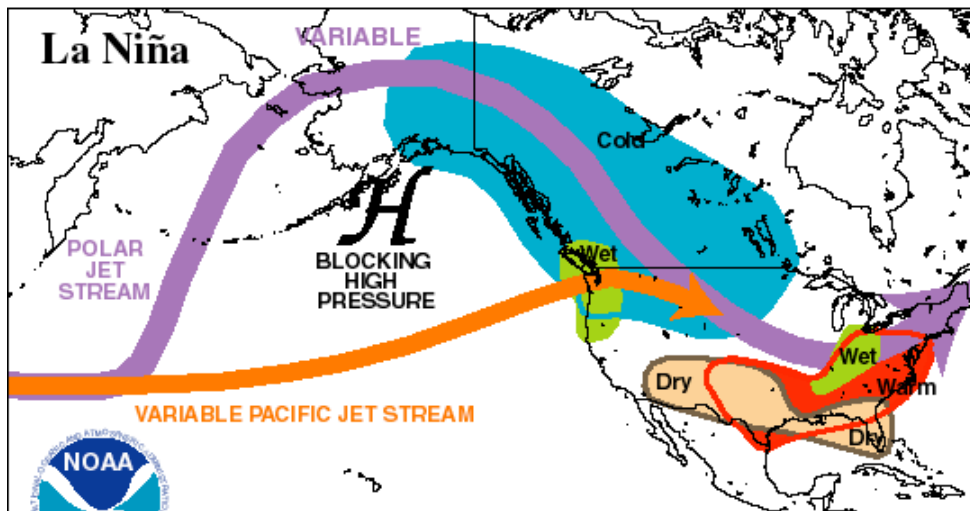 La Niña
VARIABLE
Cold
POLAR
JET
STREAM
H
BLOCKING
HIGH
PRESSURE
Wet
Wet
Dry
Warm
Dry
VARIABLE PACIFIC JET STREAM
NOAA